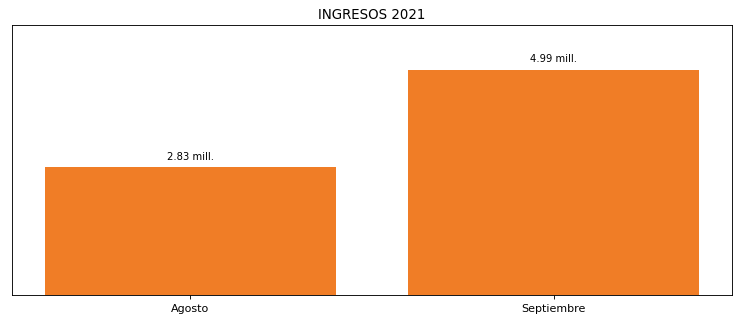 INGRESOS 2021
4.99 mill.
2.83 mill.
Agosto
Septiembre